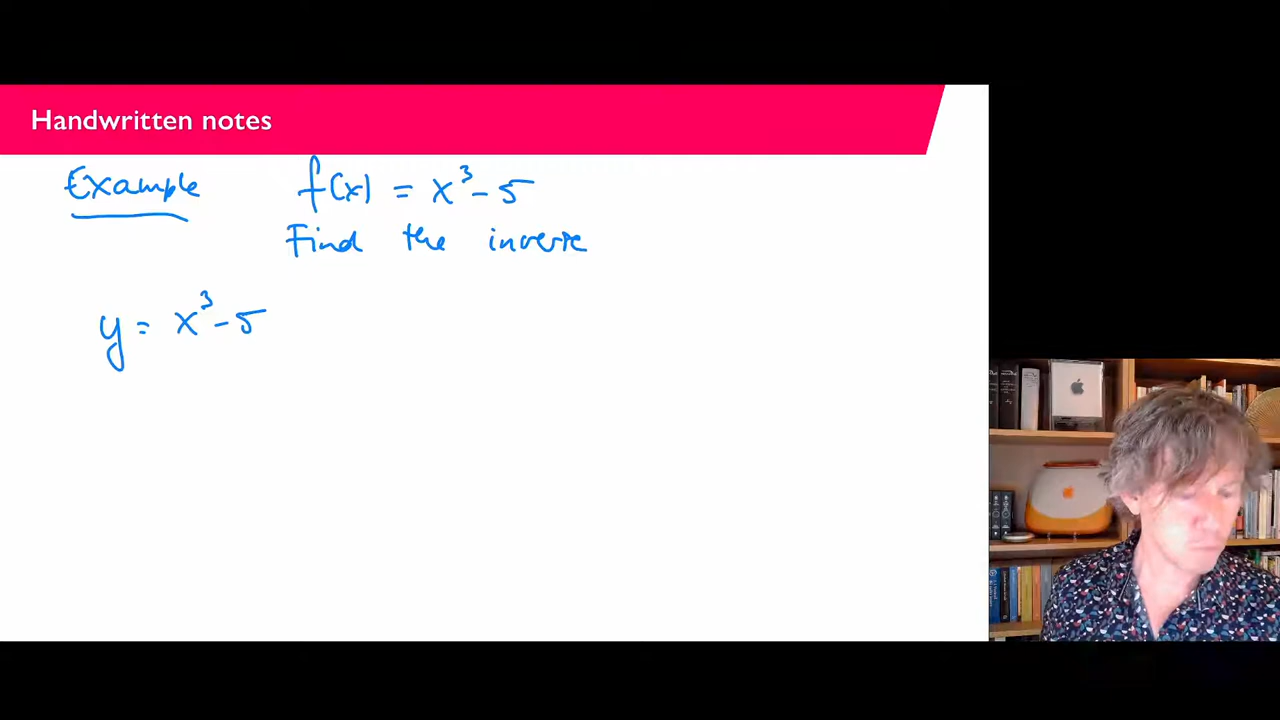 Handwritten notes
Example f(x) = x³ - 5
Find the inverse
y = x³ - 5